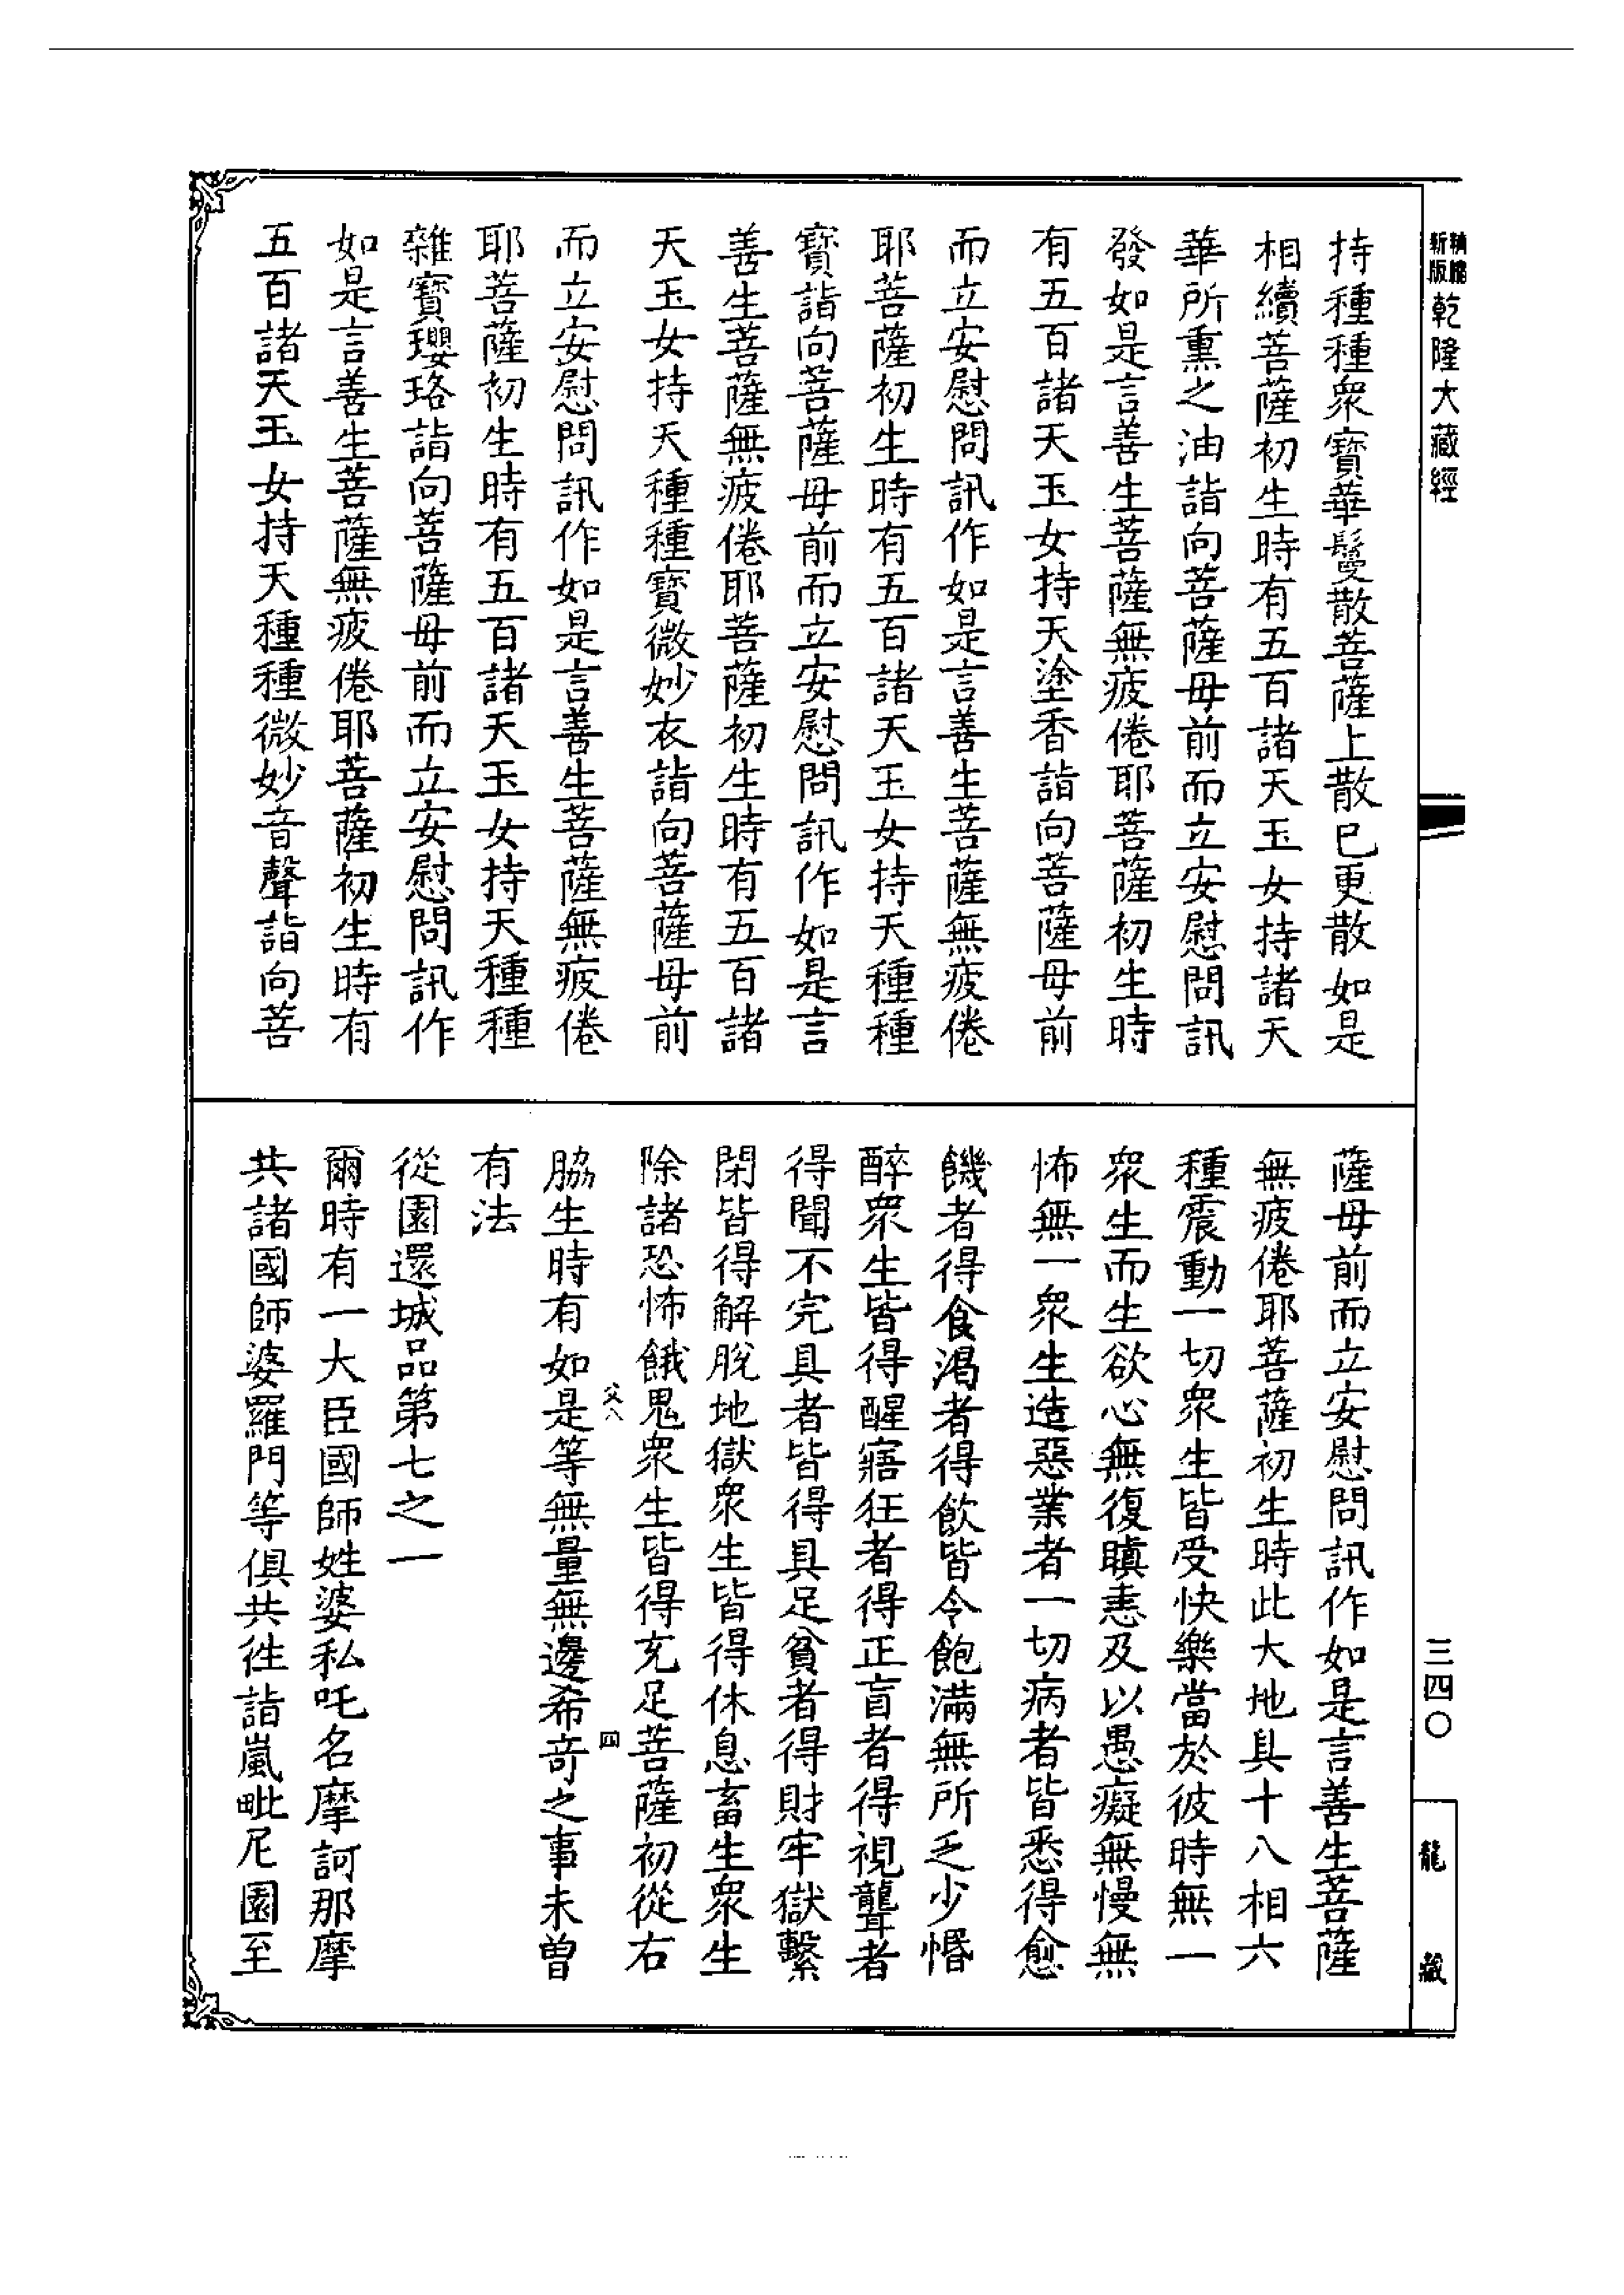 精縮新版乾隆大藏經
持種種眾寶華鬘散菩薩上散已更散如是
相續菩薩初生時有五百諸天玉女持諸天
華所熏之油詣向菩薩母前而立安慰問訊
發如是言善生菩薩無疲倦耶菩薩初生時
有五百諸天玉女持天塗香詣向菩薩母前
而立安慰問訊作如是言善生菩薩無疲倦
耶菩薩初生時有五百諸天玉女持天種種
寶詣向菩薩母前而立安慰問訊作如是言
善生菩薩無疲倦耶菩薩初生時有五百諸
天玉女持天種種寶微妙衣詣向菩薩母前
而立安慰問訊作如是言善生菩薩無疲倦
耶菩薩初生時有五百諸天玉女持天種種
雜寶瓔珞詣向菩薩母前而立安慰問訊作
如是言善生菩薩無疲倦耶菩薩初生時有
五百諸天玉女持天種種微妙音聲詣向菩
薩母前而立安慰問訊作如是言善生菩薩
無疲倦耶菩薩初生時此大地具十八相六
種震動一切眾生皆受快樂當於彼時無一
眾生而生欲心無復瞋恚及以愚癡無慢無
怖無一眾生造惡業者一切病者皆悉得愈
饑者得食渴者得飲皆令飽滿無所乏少惛
醉眾生皆得醒寤狂者得正盲者得視聾者
得聞不完具者皆得具足貧者得財牢獄繫
閉皆得解脫地獄眾生皆得休息畜生眾生
除諸恐怖餓鬼眾生皆得充足菩薩初從右
父八 四
脇生時有如是等無量無邊希奇之事未曾
有法
從園還城品第七之一
爾時有一大臣國師姓婆私吒名摩訶那摩
共諸國師婆羅門等俱共往詣嵐毗尼園至
三四〇
龍藏